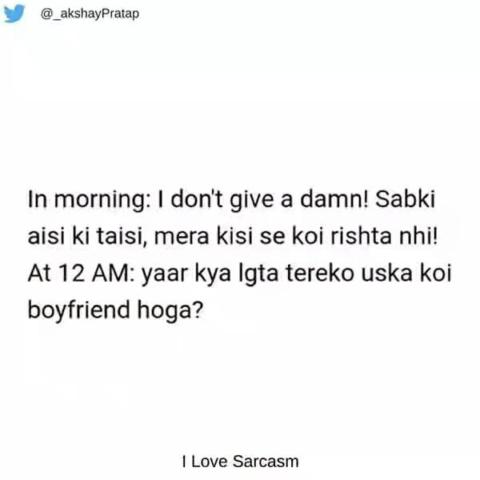 @_akshayPratap
In morning: I don't give a damn! Sabki
aisi ki taisi, mera kisi se koi rishta nhi!
At 12 AM: yaar kya lgta tereko uska koi
boyfriend hoga?
I Love Sarcasm